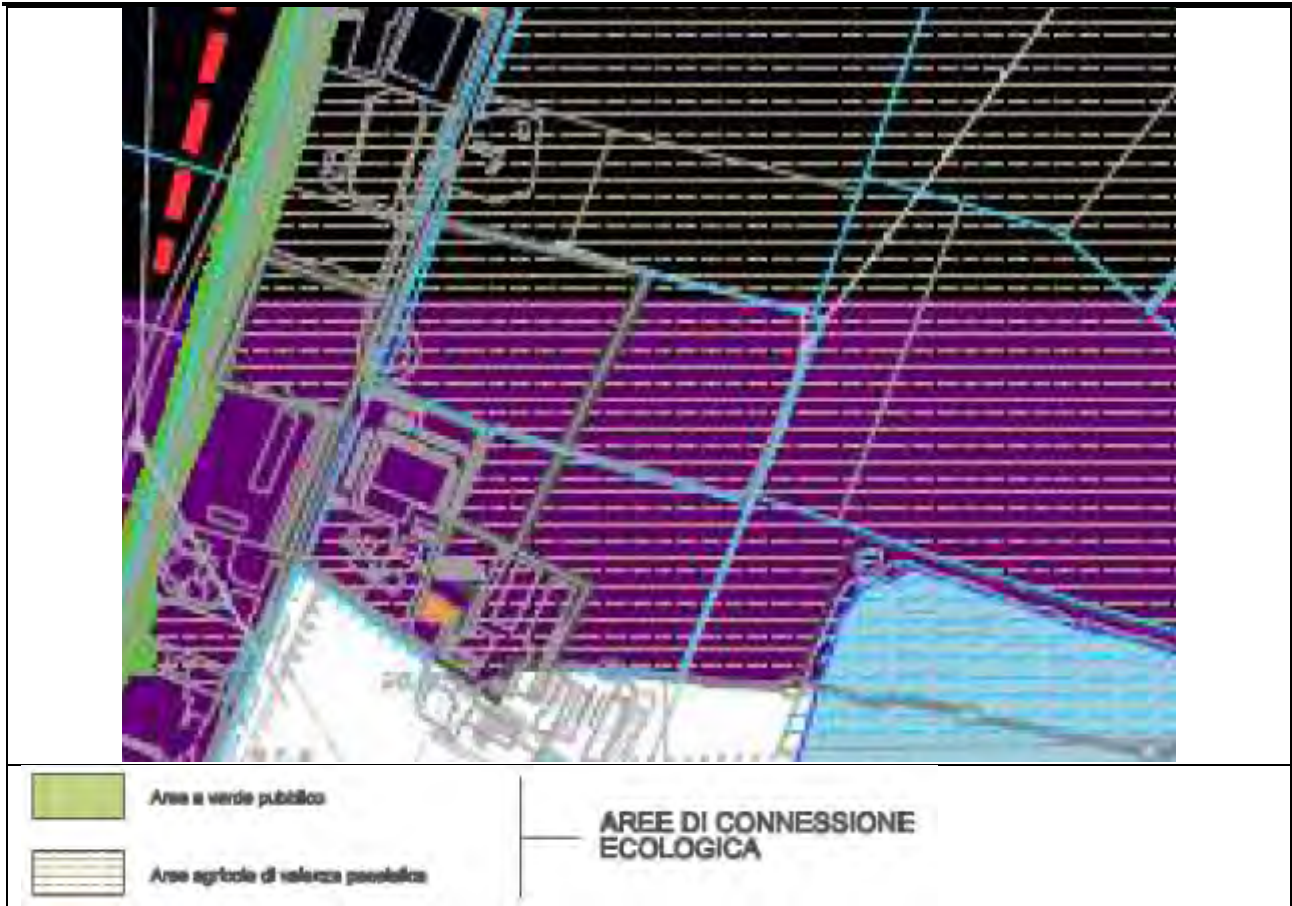 Aree a verde pubblico
Aree agricole di valenza paesistica
AREE DI CONNESSIONE
ECOLOGICA